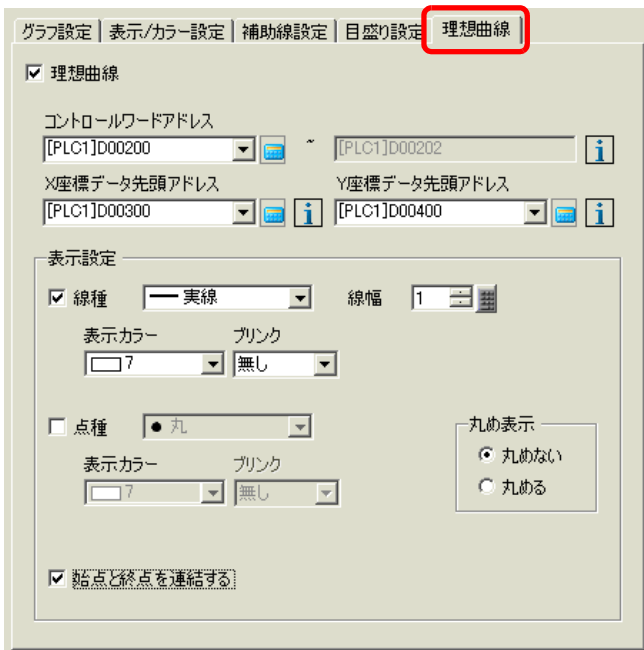 グラフ設定 表示/カラー設定 補助線設定 目盛り設定 理想曲線
理想曲線
コントロールワードアドレス
[PLC1]D00200 ~ [PLC1]D00202
X座標データ先頭アドレス Y座標データ先頭アドレス
[PLC1]D00300 [PLC1]D00400
表示設定
線種 実線 線幅 1
表示カラー ブリンク
7 無し
点種 丸 丸め表示
丸めない
表示カラー ブリンク
7 無し 丸める
始点と終点を連結する